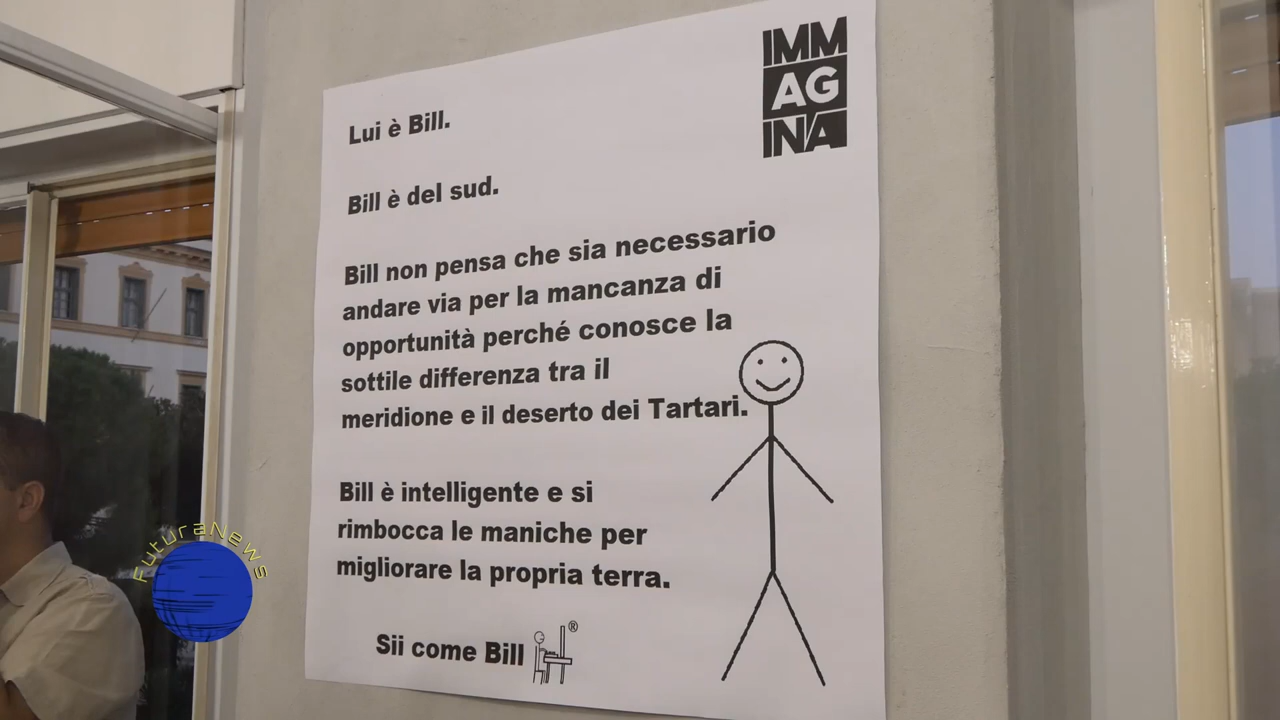 IMM
AG
INA
Lui è Bill.
Bill è del sud.
Bill non pensa che sia necessario
andare via per la mancanza di
opportunità perché conosce la
sottile differenza tra il
meridione e il deserto dei Tartari.
Bill è intelligente e si
rimbocca le maniche per
migliorare la propria terra.
Sii come Bill ®
FuturaNews